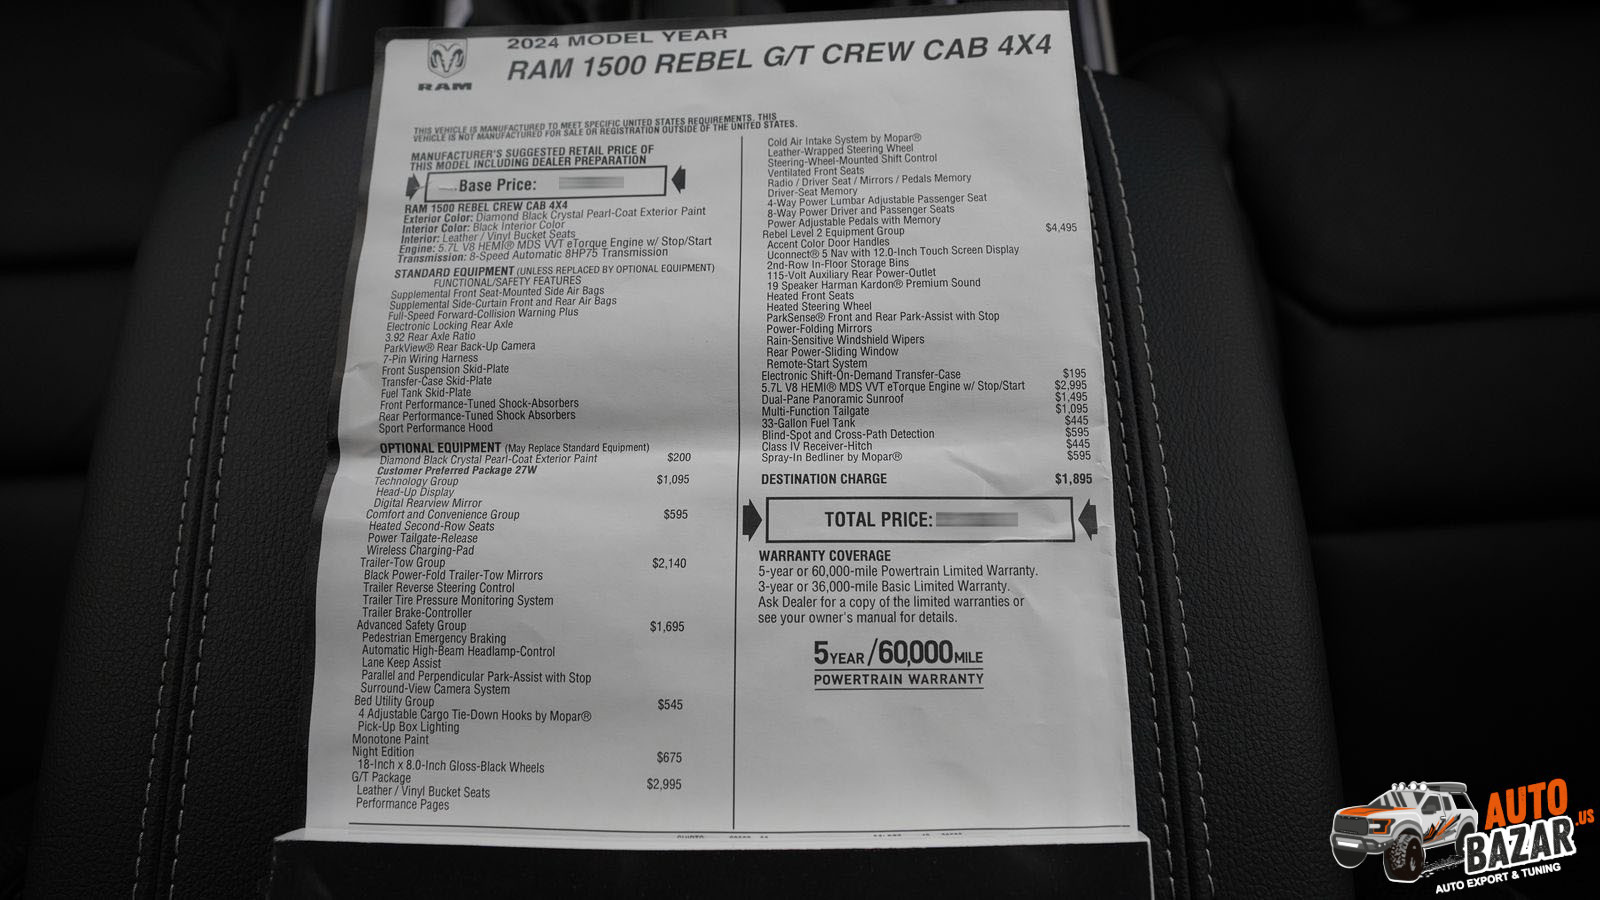 2024 MODEL YEAR
RAM 1500 REBEL G/T CREW CAB 4X4
RAM
THIS VEHICLE IS MANUFACTURED TO MEET SPECIFIC UNITED STATES REQUIREMENTS. THIS
VEHICLE IS NOT MANUFACTURED FOR SALE OR REGISTRATION OUTSIDE OF THE UNITED STATES.
MANUFACTURER'S SUGGESTED RETAIL PRICE OF
THIS MODEL INCLUDING DEALER PREPARATION
Base Price:
RAM 1500 REBEL CREW CAB 4X4
Exterior Color: Diamond Black Crystal Pearl-Coat Exterior Paint
Interior Color: Black Interior Color
Interior: Leather / Vinyl Bucket Seats
Engine: 5.7L V8 HEMI® MDS VVT eTorque Engine w/ Stop/Start
Transmission: 8-Speed Automatic 8HP75 Transmission
STANDARD EQUIPMENT (UNLESS REPLACED BY OPTIONAL EQUIPMENT)
FUNCTIONAL/SAFETY FEATURES
Supplemental Front Seat-Mounted Side Air Bags
Supplemental Side-Curtain Front and Rear Air Bags
Full-Speed Forward-Collision Warning Plus
Electronic Locking Rear Axle
3.92 Rear Axle Ratio
ParkView® Rear Back-Up Camera
7-Pin Wiring Harness
Front Suspension Skid-Plate
Transfer-Case Skid-Plate
Fuel Tank Skid-Plate
Front Performance-Tuned Shock-Absorbers
Rear Performance-Tuned Shock Absorbers
Sport Performance Hood
OPTIONAL EQUIPMENT (May Replace Standard Equipment)
Diamond Black Crystal Pearl-Coat Exterior Paint $200
Customer Preferred Package 27W
Technology Group $1,095
Head-Up Display
Digital Rearview Mirror
Comfort and Convenience Group $595
Heated Second-Row Seats
Power Tailgate-Release
Wireless Charging-Pad
Trailer-Tow Group $2,140
Black Power-Fold Trailer-Tow Mirrors
Trailer Reverse Steering Control
Trailer Tire Pressure Monitoring System
Trailer Brake-Controller
Advanced Safety Group $1,695
Pedestrian Emergency Braking
Automatic High-Beam Headlamp-Control
Lane Keep Assist
Parallel and Perpendicular Park-Assist with Stop
Surround-View Camera System
Bed Utility Group $545
4 Adjustable Cargo Tie-Down Hooks by Mopar®
Pick-Up Box Lighting
Monotone Paint
Night Edition $675
18-Inch x 8.0-Inch Gloss-Black Wheels
G/T Package $2,995
Leather / Vinyl Bucket Seats
Performance Pages
Cold Air Intake System by Mopar®
Leather-Wrapped Steering Wheel
Steering-Wheel-Mounted Shift Control
Ventilated Front Seats
Radio / Driver Seat / Mirrors / Pedals Memory
Driver-Seat Memory
4-Way Power Lumbar Adjustable Passenger Seat
8-Way Power Driver and Passenger Seats
Power Adjustable Pedals with Memory
Rebel Level 2 Equipment Group $4,495
Accent Color Door Handles
Uconnect® 5 Nav with 12.0-Inch Touch Screen Display
2nd-Row In-Floor Storage Bins
115-Volt Auxiliary Rear Power-Outlet
19 Speaker Harman Kardon® Premium Sound
Heated Front Seats
Heated Steering Wheel
ParkSense® Front and Rear Park-Assist with Stop
Power-Folding Mirrors
Rain-Sensitive Windshield Wipers
Rear Power-Sliding Window
Remote-Start System
Electronic Shift-On-Demand Transfer-Case $195
5.7L V8 HEMI® MDS VVT eTorque Engine w/ Stop/Start $2,995
Dual-Pane Panoramic Sunroof $1,495
Multi-Function Tailgate $1,095
33-Gallon Fuel Tank $445
Blind-Spot and Cross-Path Detection $595
Class IV Receiver-Hitch $445
Spray-In Bedliner by Mopar® $595
DESTINATION CHARGE $1,895
TOTAL PRICE:
WARRANTY COVERAGE
5-year or 60,000-mile Powertrain Limited Warranty.
3-year or 36,000-mile Basic Limited Warranty.
Ask Dealer for a copy of the limited warranties or
see your owner's manual for details.
5 YEAR / 60,000 MILE
POWERTRAIN WARRANTY
AUTO
BAZAR.US
AUTO EXPORT & TUNING